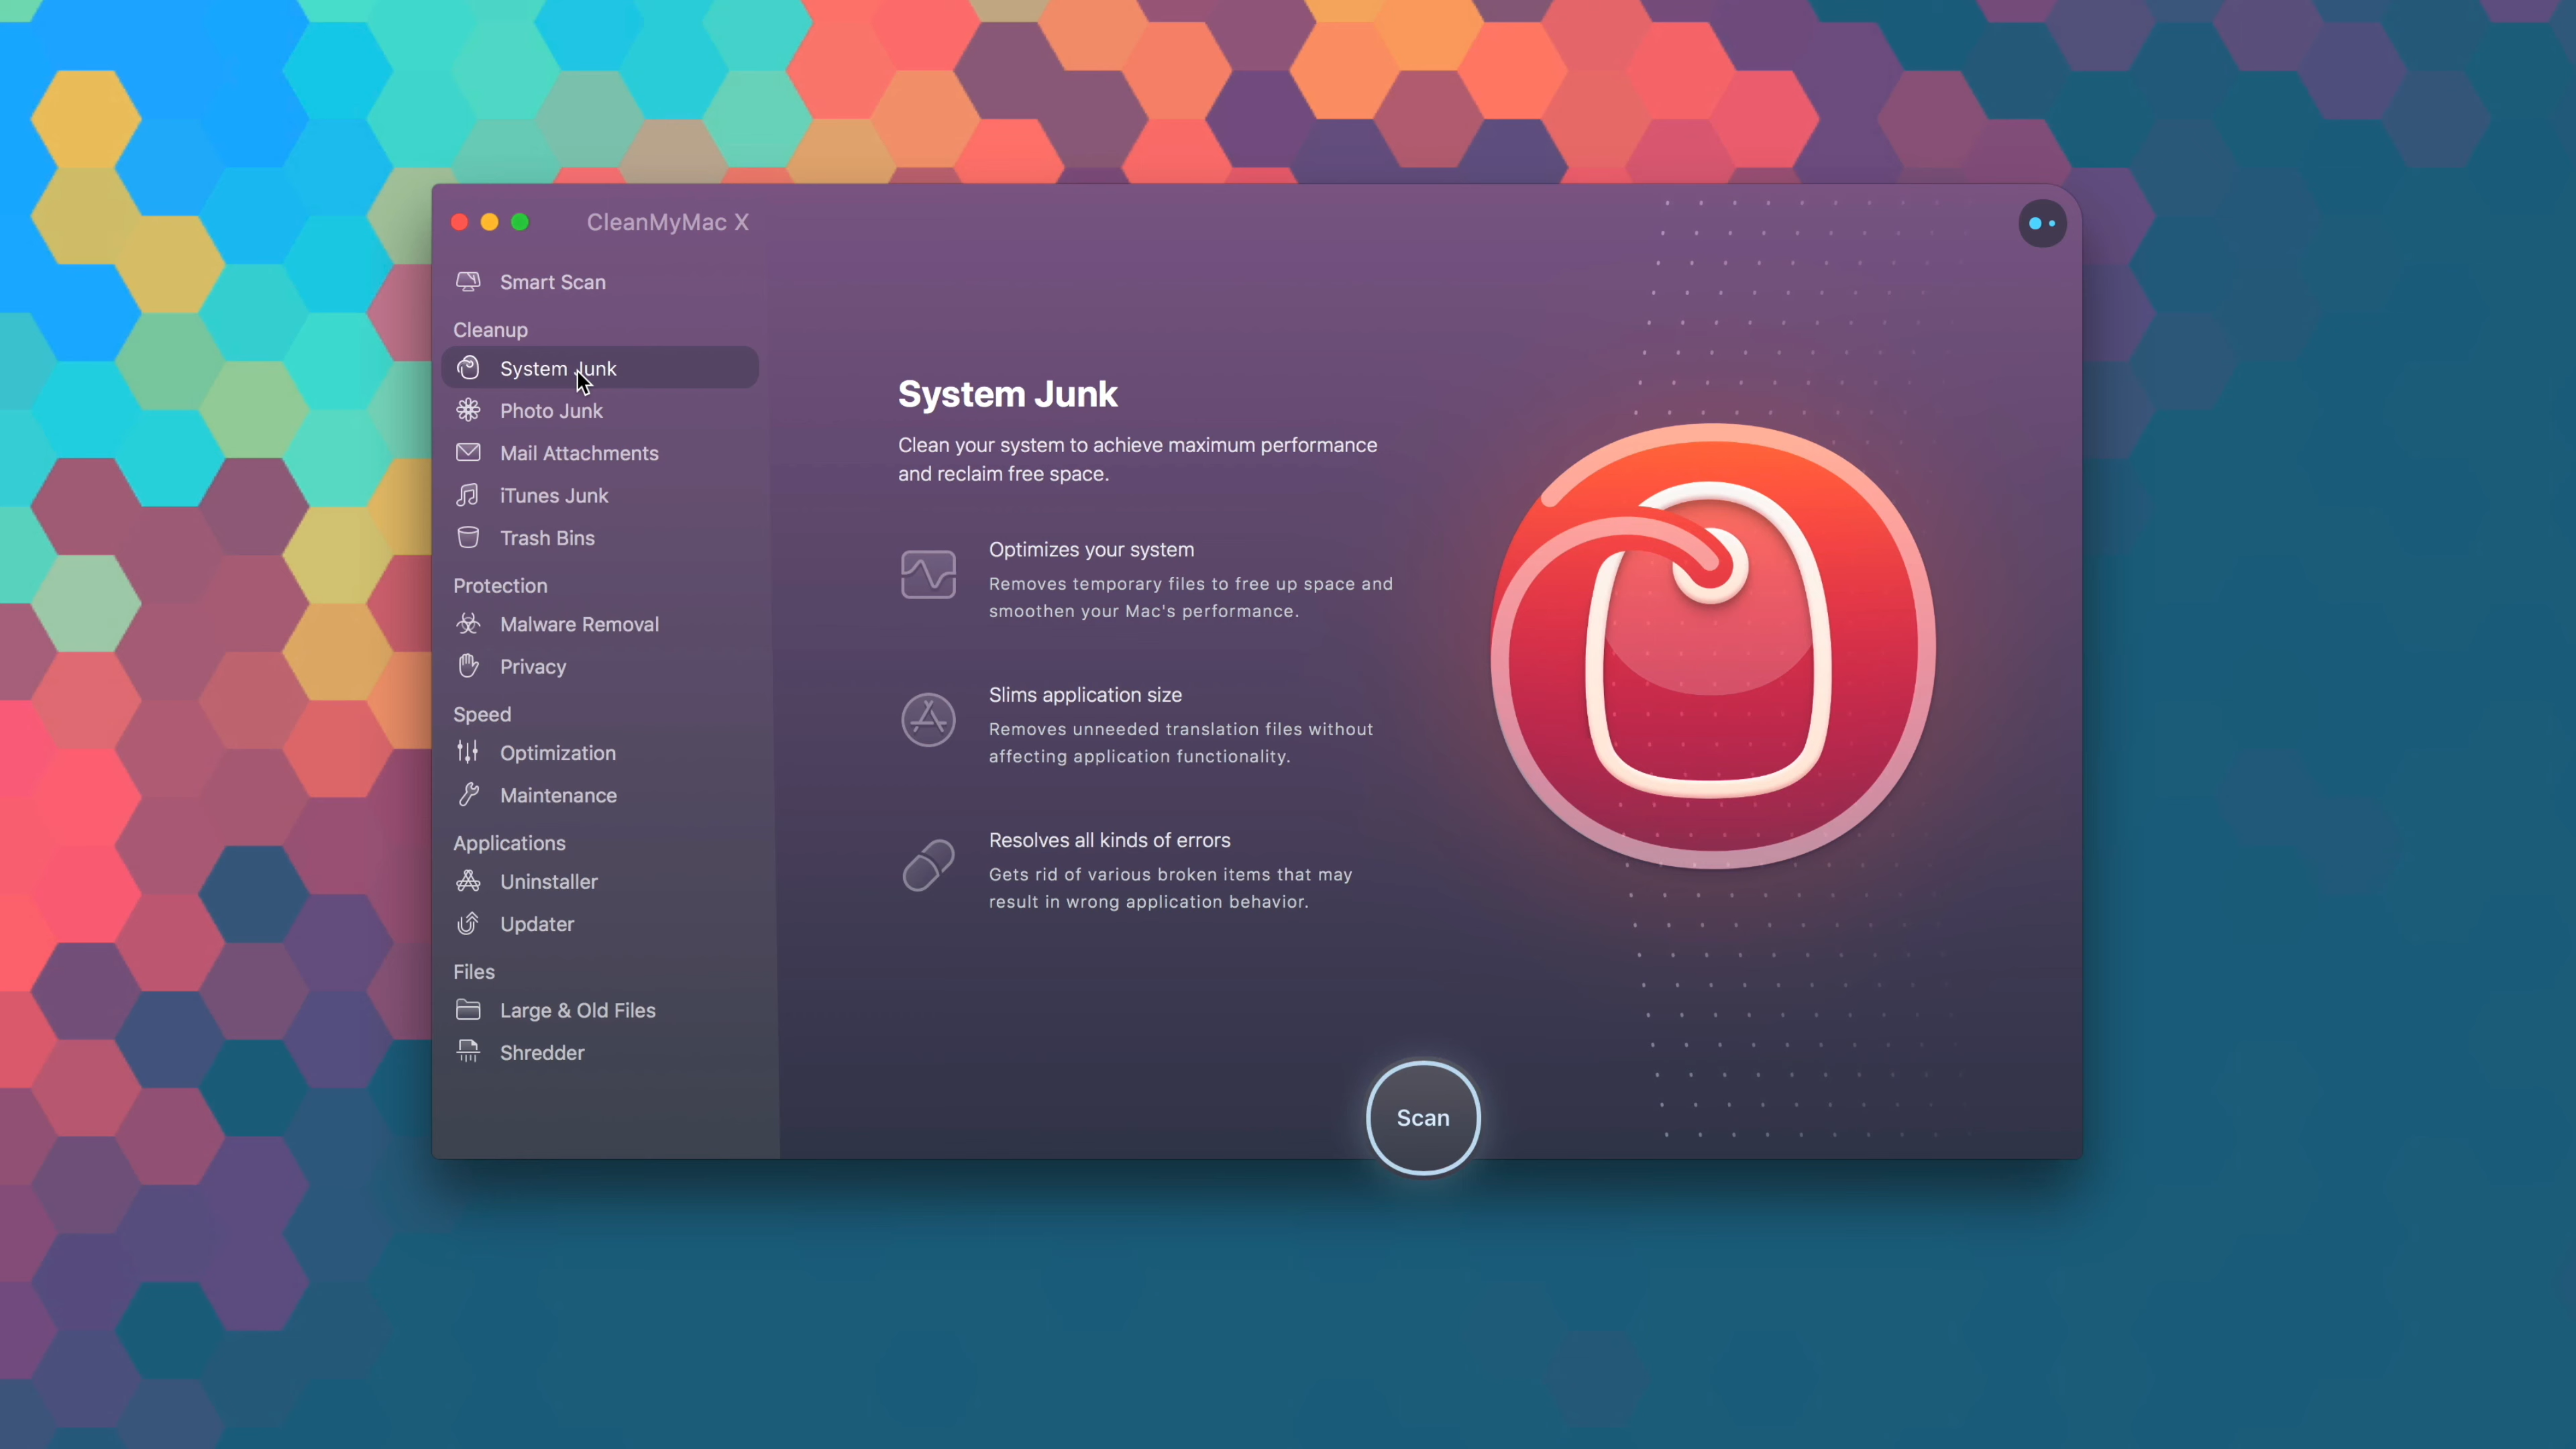 CleanMyMac X
Smart Scan
Cleanup
System Junk
Photo Junk
Mail Attachments
iTunes Junk
Trash Bins
Protection
Malware Removal
Privacy
Speed
Optimization
Maintenance
Applications
Uninstaller
Updater
Files
Large & Old Files
Shredder
System Junk
Clean your system to achieve maximum performance
and reclaim free space.
Optimizes your system
Removes temporary files to free up space and
smoothen your Mac's performance.
Slims application size
Removes unneeded translation files without
affecting application functionality.
Resolves all kinds of errors
Gets rid of various broken items that may
result in wrong application behavior.
Scan